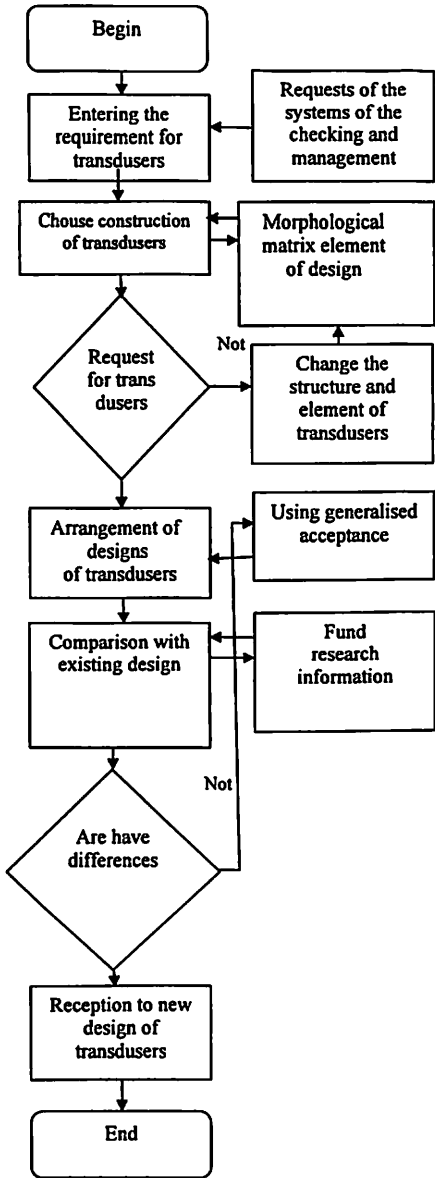 Begin
Entering the
requirement for
transdusers
Requests of the
systems of the
checking and
management
Chouse construction
of transdusers
Morphological
matrix element
of design
Request
for trans
dusers
Not
Change the
structure and
element of
transdusers
Arrangement of
designs
of transdusers
Using generalised
acceptance
Comparison with
existing design
Fund
research
information
Not
Are have
differences
Reception to new
design of
transdusers
End